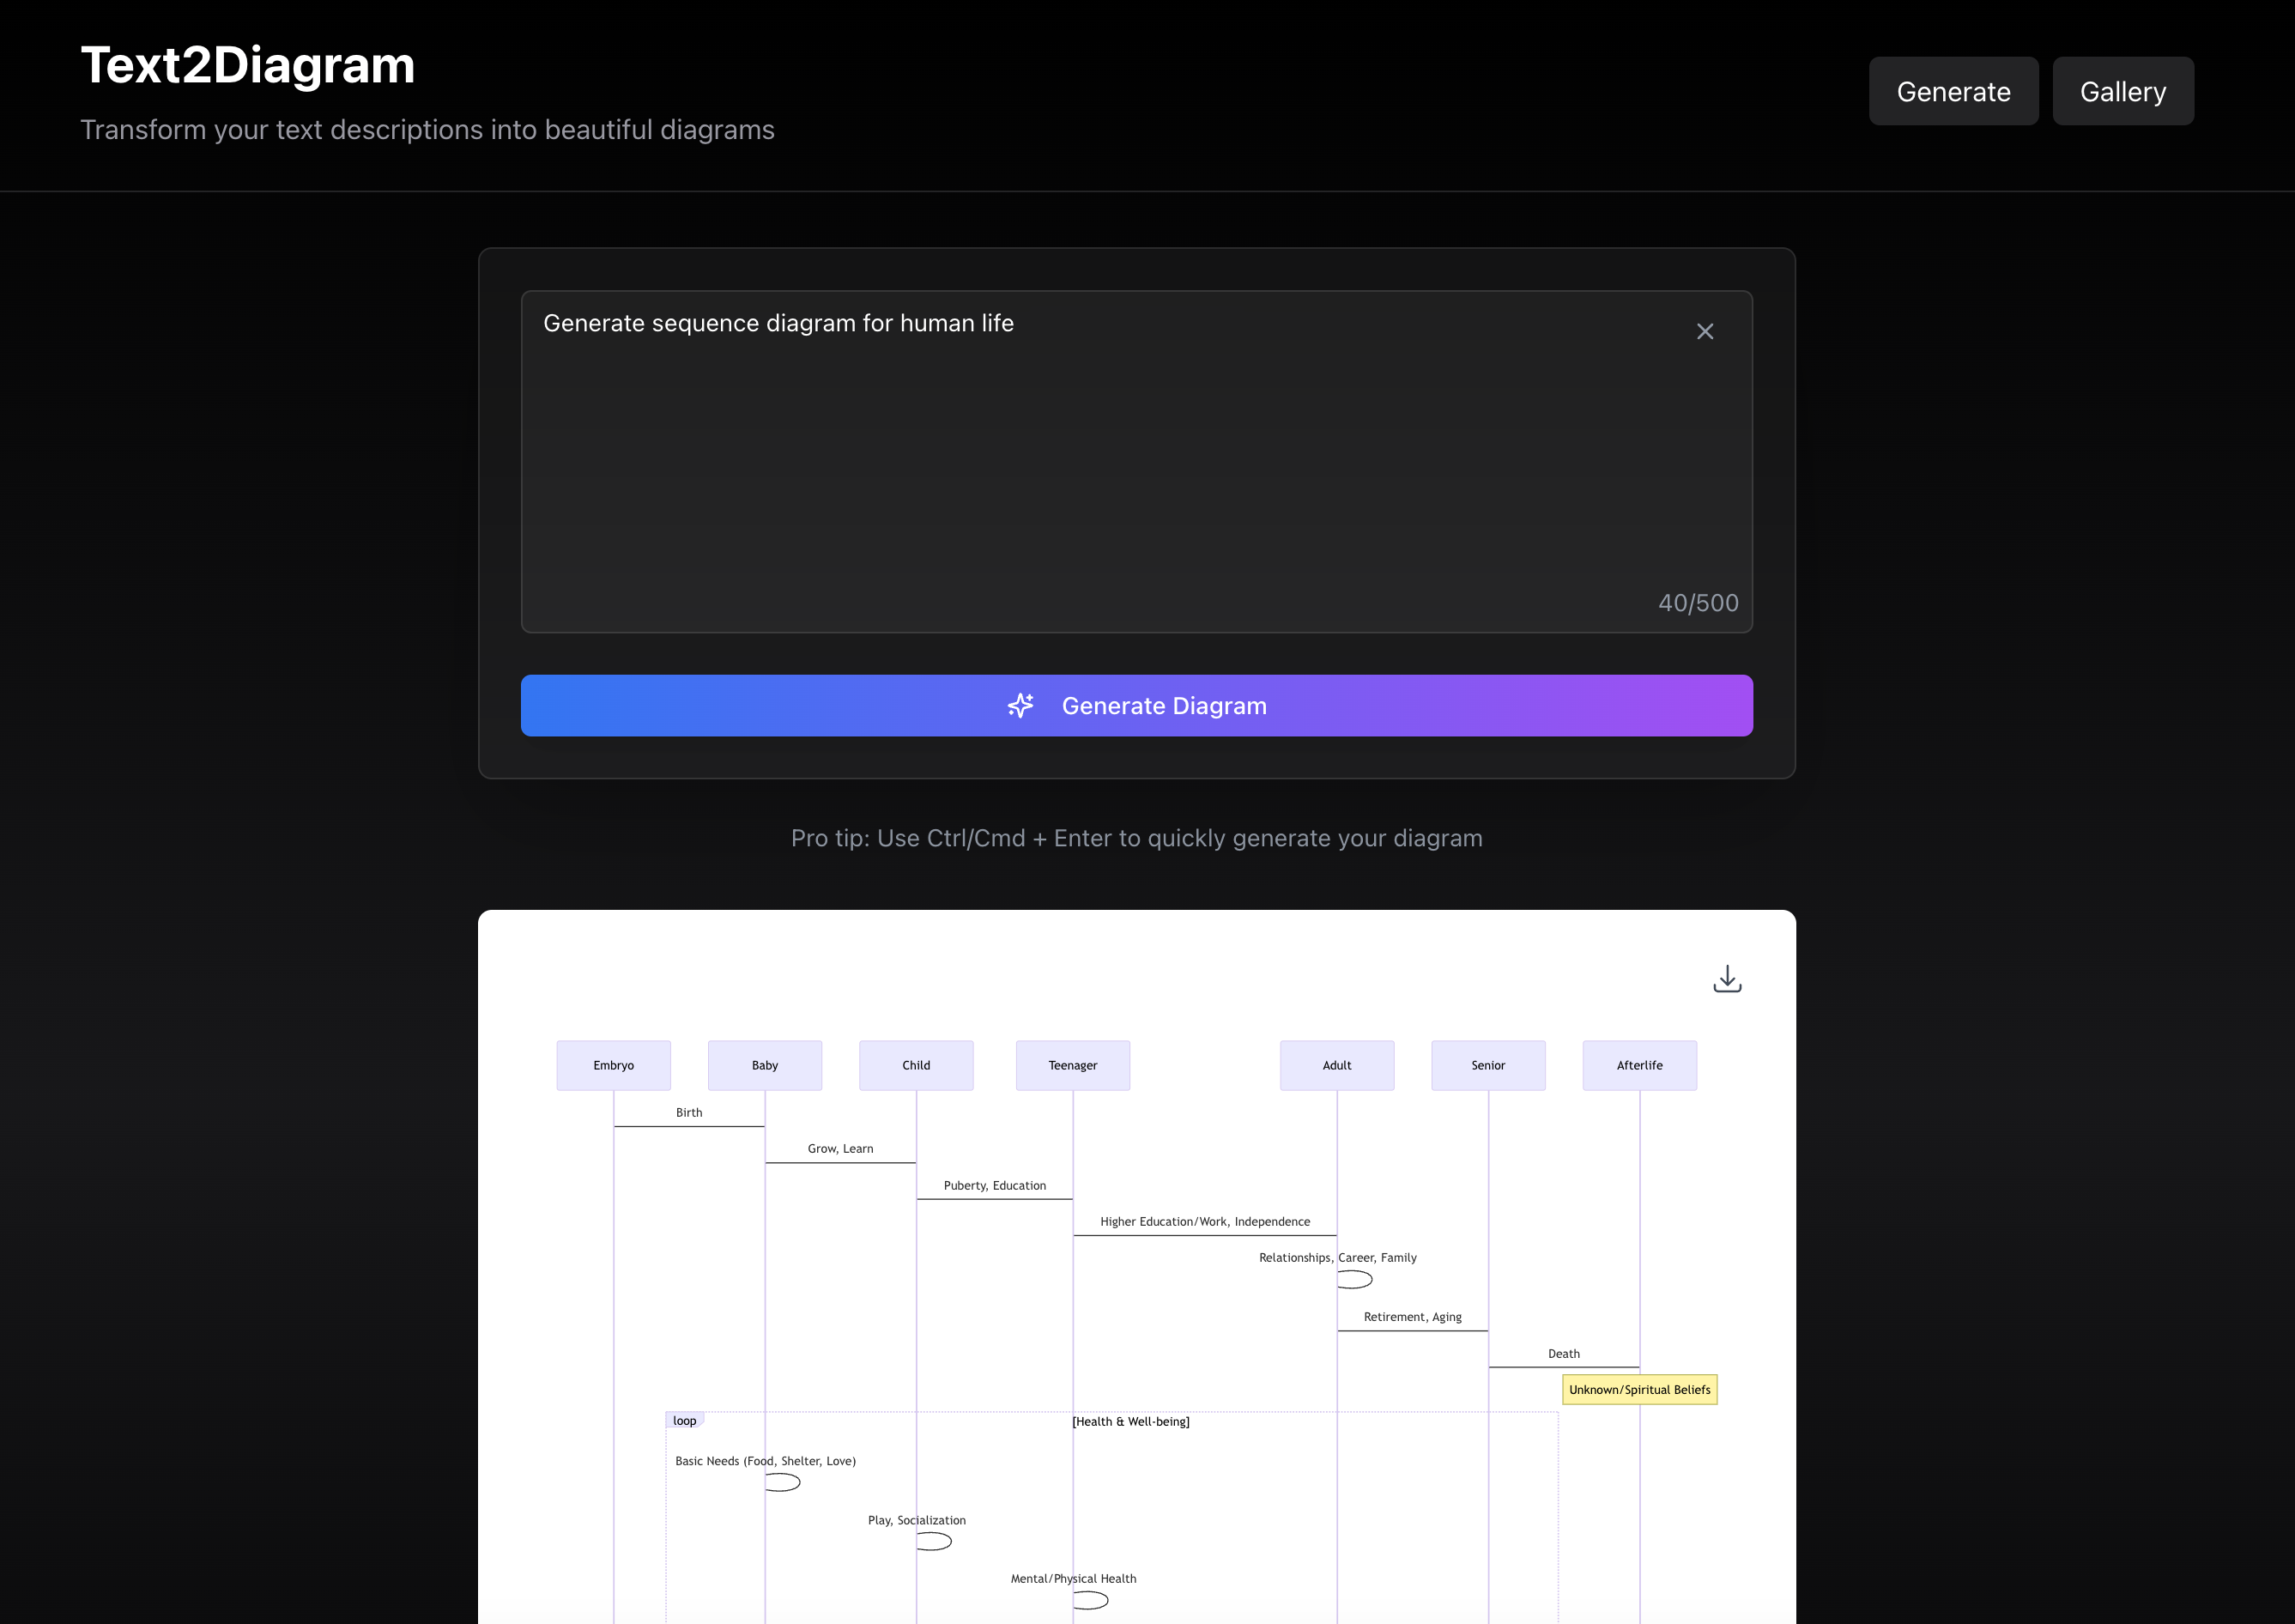 Text2Diagram
Transform your text descriptions into beautiful diagrams
Generate
Gallery
Generate sequence diagram for human life
40/500
Generate Diagram
Pro tip: Use Ctrl/Cmd + Enter to quickly generate your diagram
Embryo
Baby
Child
Teenager
Adult
Senior
Afterlife
Birth
Grow, Learn
Puberty, Education
Higher Education/Work, Independence
Relationships, Career, Family
Retirement, Aging
Death
Unknown/Spiritual Beliefs
loop
[Health & Well-being]
Basic Needs (Food, Shelter, Love)
Play, Socialization
Mental/Physical Health